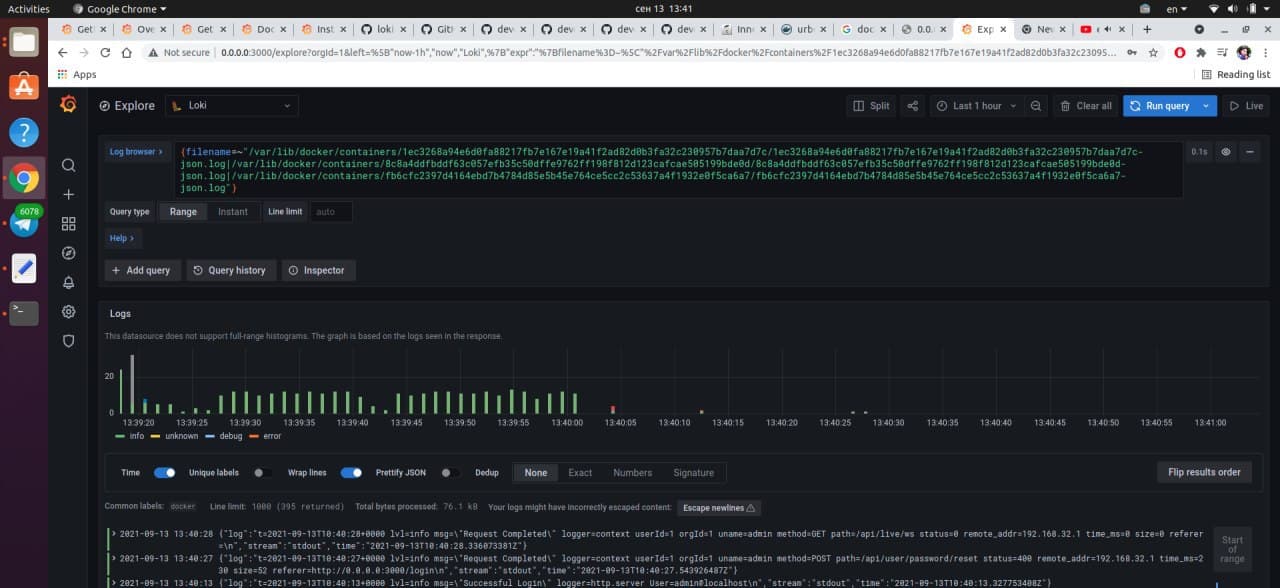 Activities
Google Chrome
сен 13 13:41
en
Get
Ove
Get
Doc
Inst
loki
Git
dev
dev
dev
dev
Inn
urb
doc
0.0.
Exp
Nev
Not secure
0.0.0.0:3000/explore?orgId=1&left=%5B"now-1h","now","Loki",%7B"expr":"%7Bfilename%3D~%5C"%2Fvar%2Flib%2Fdocker%2Fcontainers%2F1ec3268a94e6d0fa88217fb7e167e19a41f2ad82d0b3fa32c23095...
Apps
Reading list
6078
Explore
Loki
Split
Last 1 hour
Clear all
Run query
Live
Log browser >
{filename=~"/var/lib/docker/containers/1ec3268a94e6d0fa88217fb7e167e19a41f2ad82d0b3fa32c230957b7daa7d7c/1ec3268a94e6d0fa88217fb7e167e19a41f2ad82d0b3fa32c230957b7daa7d7c-
json.log|/var/lib/docker/containers/8c8a4ddfbddf63c057efb35c50dffe9762ff198f812d123cafcae505199bde0d/8c8a4ddfbddf63c057efb35c50dffe9762ff198f812d123cafcae505199bde0d-
json.log|/var/lib/docker/containers/fb6cfc2397d4164ebd7b4784d85e5b45e764ce5cc2c53637a4f1932e0f5ca6a7/fb6cfc2397d4164ebd7b4784d85e5b45e764ce5cc2c53637a4f1932e0f5ca6a7-
json.log"}
0.1s
Query type
Range
Instant
Line limit
auto
Help >
+ Add query
Query history
Inspector
Logs
This datasource does not support full-range histograms. The graph is based on the logs seen in the response.
20
0
13:39:20
13:39:25
13:39:30
13:39:35
13:39:40
13:39:45
13:39:50
13:39:55
13:40:00
13:40:05
13:40:10
13:40:15
13:40:20
13:40:25
13:40:30
13:40:35
13:40:40
13:40:45
13:40:50
13:40:55
13:41:00
info
unknown
debug
error
Time
Unique labels
Wrap lines
Prettify JSON
Dedup
None
Exact
Numbers
Signature
Flip results order
Common labels: docker
Line limit: 1000 (395 returned)
Total bytes processed: 76.1 kB
Your logs might have incorrectly escaped content:
Escape newlines
> 2021-09-13 13:40:28 {"log":"t=2021-09-13T10:40:28+0000 lvl=info msg=\"Request Completed\" logger=context userId=1 orgId=1 uname=admin method=GET path=/api/live/ws status=0 remote_addr=192.168.32.1 time_ms=0 size=0 referer
=\n","stream":"stdout","time":"2021-09-13T10:40:28.336073381Z"}
> 2021-09-13 13:40:27 {"log":"t=2021-09-13T10:40:27+0000 lvl=info msg=\"Request Completed\" logger=context userId=1 orgId=1 uname=admin method=POST path=/api/user/password/reset status=400 remote_addr=192.168.32.1 time_ms=2
30 size=52 referer=http://0.0.0.0:3000/login\n","stream":"stdout","time":"2021-09-13T10:40:27.543926487Z"}
> 2021-09-13 13:40:13 {"log":"t=2021-09-13T10:40:13+0000 lvl=info msg=\"Successful Login\" logger=http.server User=admin@localhost\n","stream":"stdout","time":"2021-09-13T10:40:13.327753408Z"}
Start
of
range